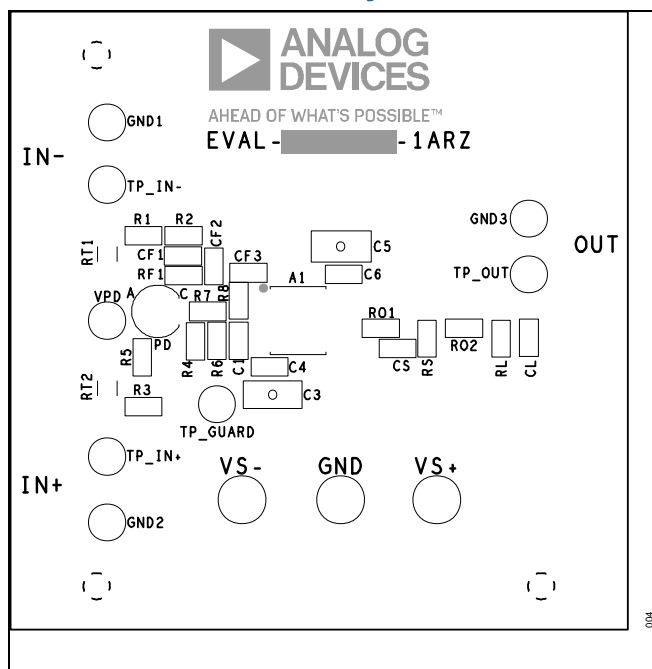 ANALOG
DEVICES
AHEAD OF WHAT'S POSSIBLE™
EVAL- -1ARZ
GND1
IN-
TP_IN-
GND3
OUT
R1 R2
CF2
RT1
CF1
CF3
C5
TP_OUT
RF1
C6
A C
A1
VPD
R7
R8
RO1
PD
R5
R4
R6
C1
CS
RS
RO2
RL
CL
C4
RT2
R3
C3
TP_GUARD
TP_IN+
IN+
VS- GND VS+
GND2
004